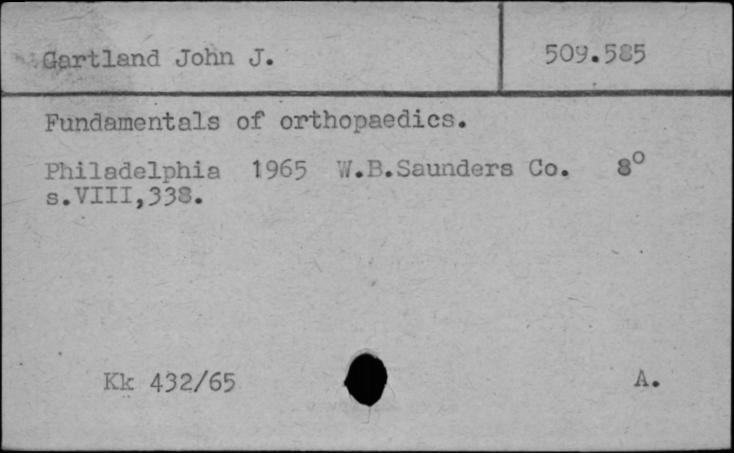 Gartland John J.
509.585
Fundamentals of orthopaedics.
Philadelphia 1965 W.B.Saunders Co. 8°
s.VIII,338.
Kk 432/65
A.